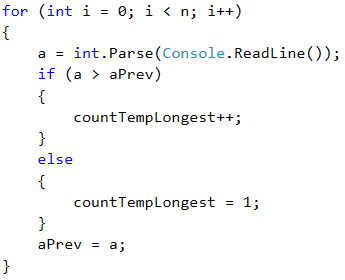 for (int i = 0; i < n; i++)
{
    a = int.Parse(Console.ReadLine());
    if (a > aPrev)
    {
        countTempLongest++;
    }
    else
    {
        countTempLongest = 1;
    }
    aPrev = a;
}